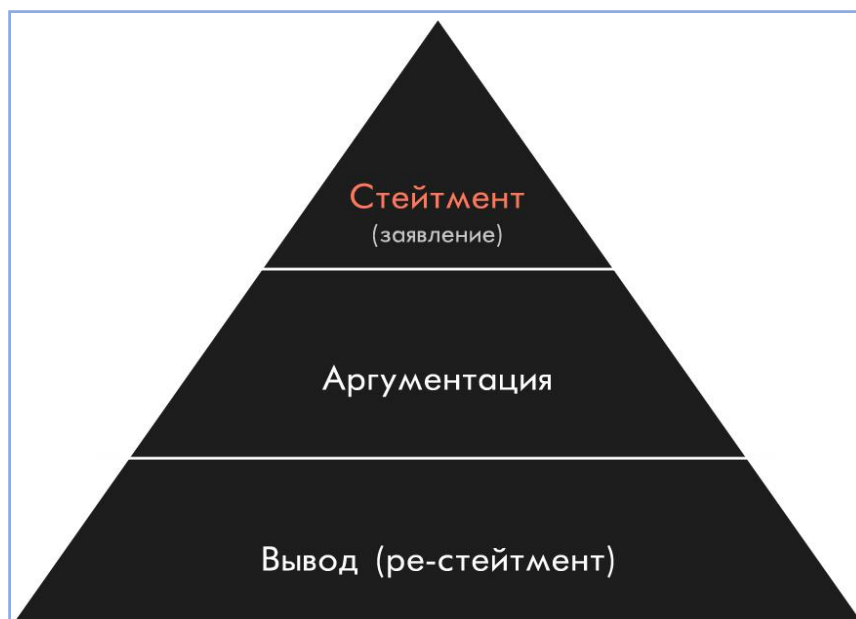 Стейтмент
(заявление)
Аргументация
Вывод (ре-стейтмент)